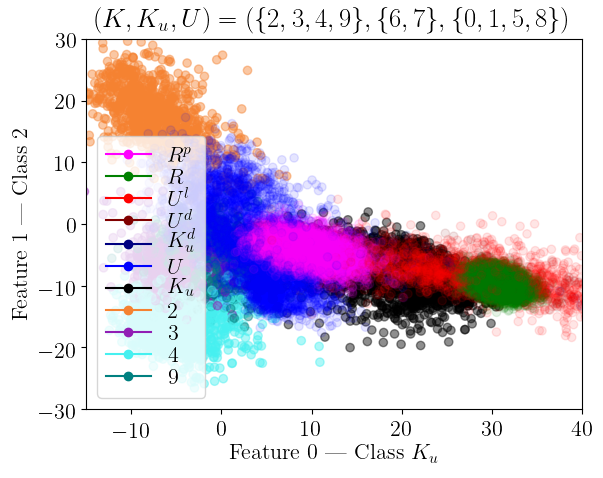 (K, K_u, U) = ({2, 3, 4, 9}, {6, 7}, {0, 1, 5, 8})
Feature 1 — Class 2
30
20
10
0
−10
−20
−30
R^p
R
U^l
U^d
K_u^d
U
K_u
2
3
4
9
−10 0 10 20 30 40
Feature 0 — Class K_u